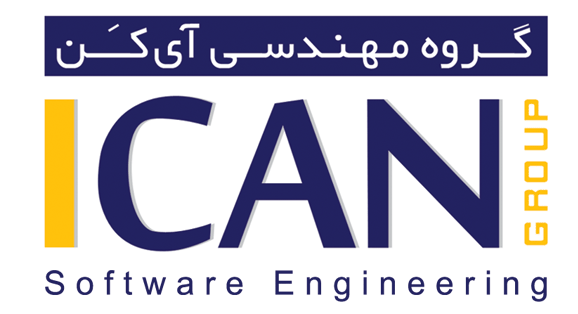 گروه مهندسی آی‌کَن
ICAN
GROUP
Software Engineering